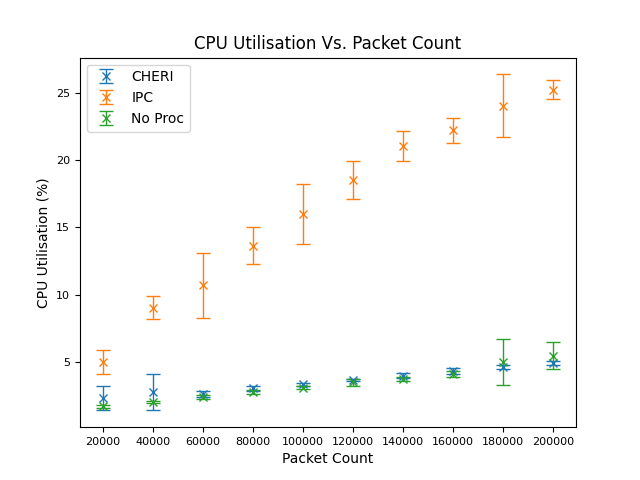 CPU Utilisation Vs. Packet Count
CHERI
IPC
No Proc
CPU Utilisation (%)
25
20
15
10
5
20000 40000 60000 80000 100000 120000 140000 160000 180000 200000
Packet Count